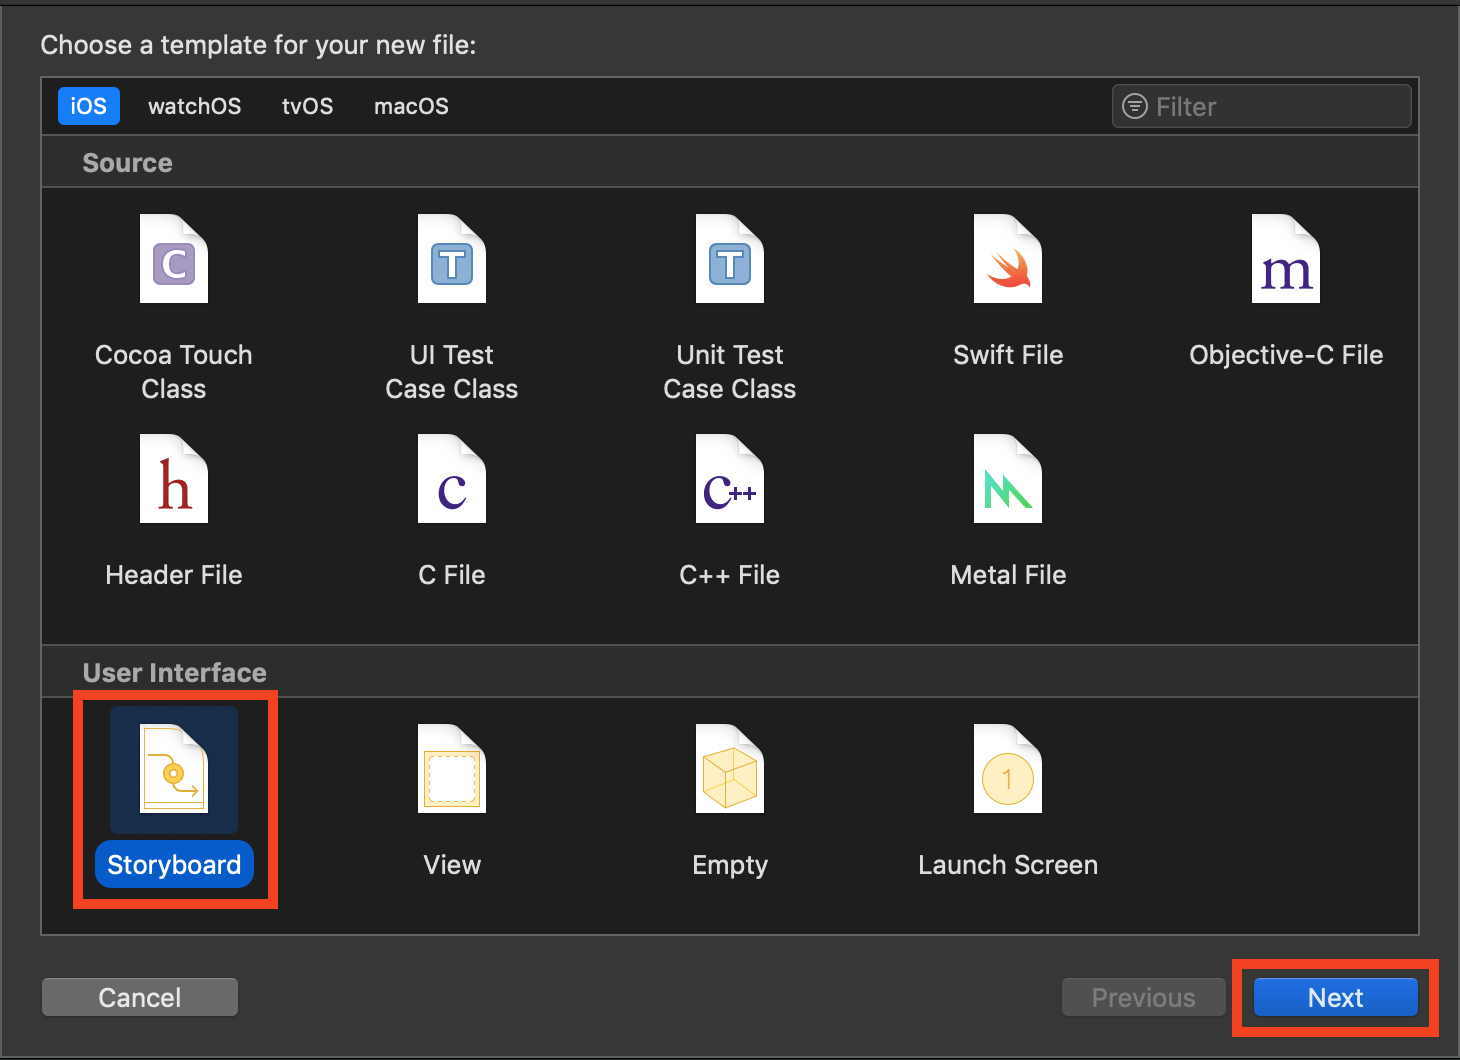 Choose a template for your new file:
iOS watchOS tvOS macOS Filter
Source
C T T m
Cocoa Touch Class
UI Test Case Class
Unit Test Case Class
Swift File
Objective-C File
h c C++
Header File
C File
C++ File
Metal File
User Interface
1
Storyboard
View
Empty
Launch Screen
Cancel Previous Next